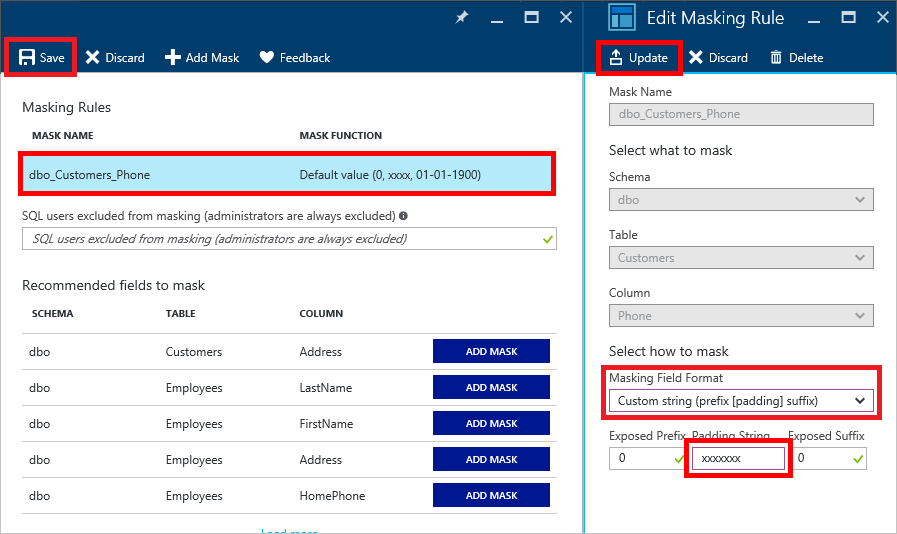 Save Discard Add Mask Feedback
Masking Rules
MASK NAME MASK FUNCTION
dbo_Customers_Phone Default value (0, xxxx, 01-01-1900)
SQL users excluded from masking (administrators are always excluded)
SQL users excluded from masking (administrators are always excluded)
Recommended fields to mask
SCHEMA TABLE COLUMN
dbo Customers Address ADD MASK
dbo Employees LastName ADD MASK
dbo Employees FirstName ADD MASK
dbo Employees Address ADD MASK
dbo Employees HomePhone ADD MASK
Load more
Edit Masking Rule
Update Discard Delete
Mask Name
dbo_Customers_Phone
Select what to mask
Schema
dbo
Table
Customers
Column
Phone
Select how to mask
Masking Field Format
Custom string (prefix [padding] suffix)
Exposed Prefix Padding String Exposed Suffix
0 xxxxxxx 0